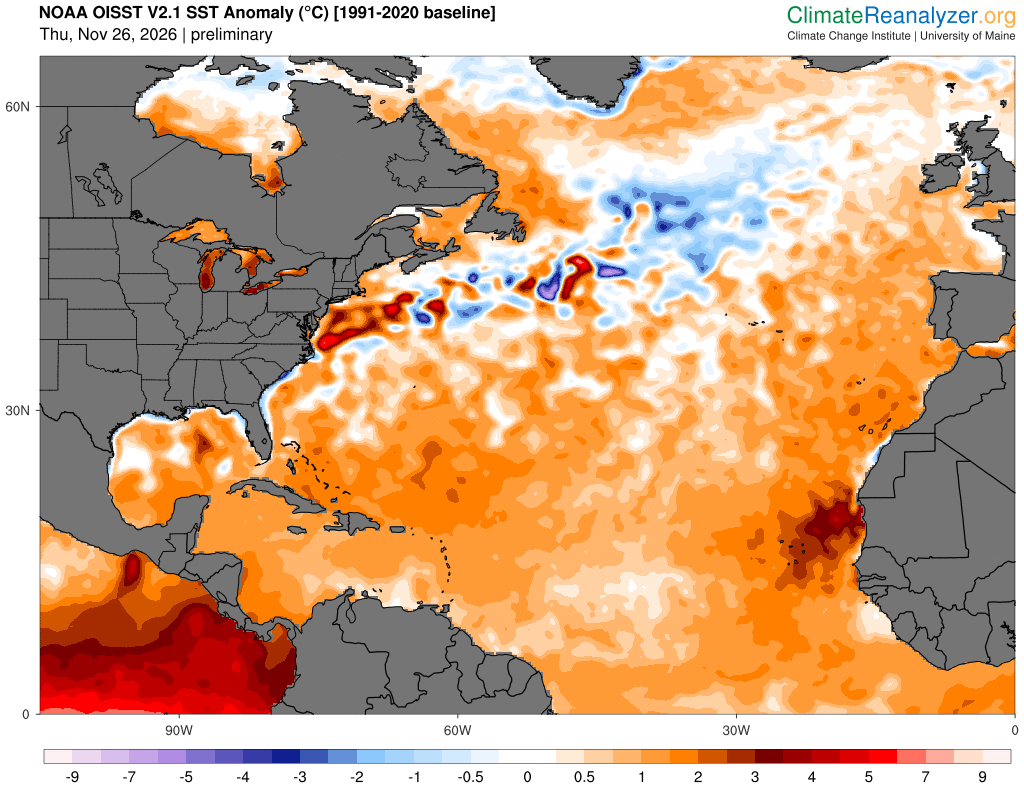 NOAA OISST V2.1 SST Anomaly (°C) [1991-2020 baseline]
Thu, Nov 26, 2026 | preliminary
ClimateReanalyzer.org
Climate Change Institute | University of Maine
60N
30N
0
90W
60W
30W
0
-9 -7 -5 -4 -3 -2 -1 -0.5 0 0.5 1 2 3 4 5 7 9